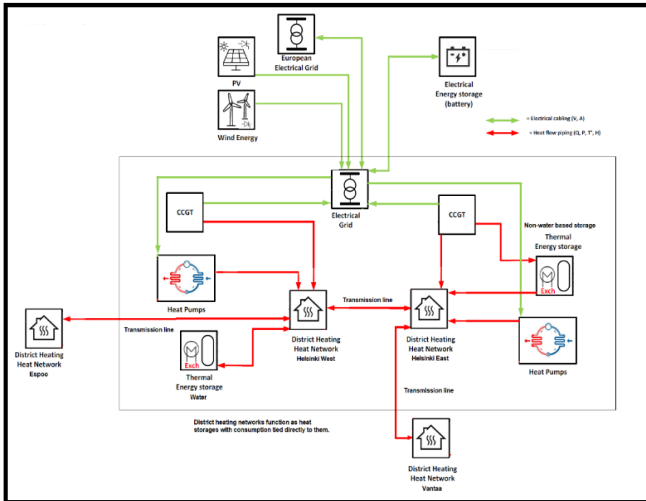 European
Electrical Grid
PV
Wind Energy
Electrical
Energy storage
(battery)
= Electrical cabling (V, A)
= Heat flow piping (Q, P, T°, H)
CCGT
Electrical
Grid
CCGT
Non-water based storage
Thermal
Energy storage
Exch
Heat Pumps
Transmission line
District Heating
Heat Network
Helsinki West
District Heating
Heat Network
Helsinki East
Heat Pumps
Transmission line
District Heating
Heat Network
Espoo
Exch
Thermal
Energy storage
Water
Transmission line
District heating networks function as heat
storages with consumption tied directly to them.
District Heating
Heat Network
Vantaa